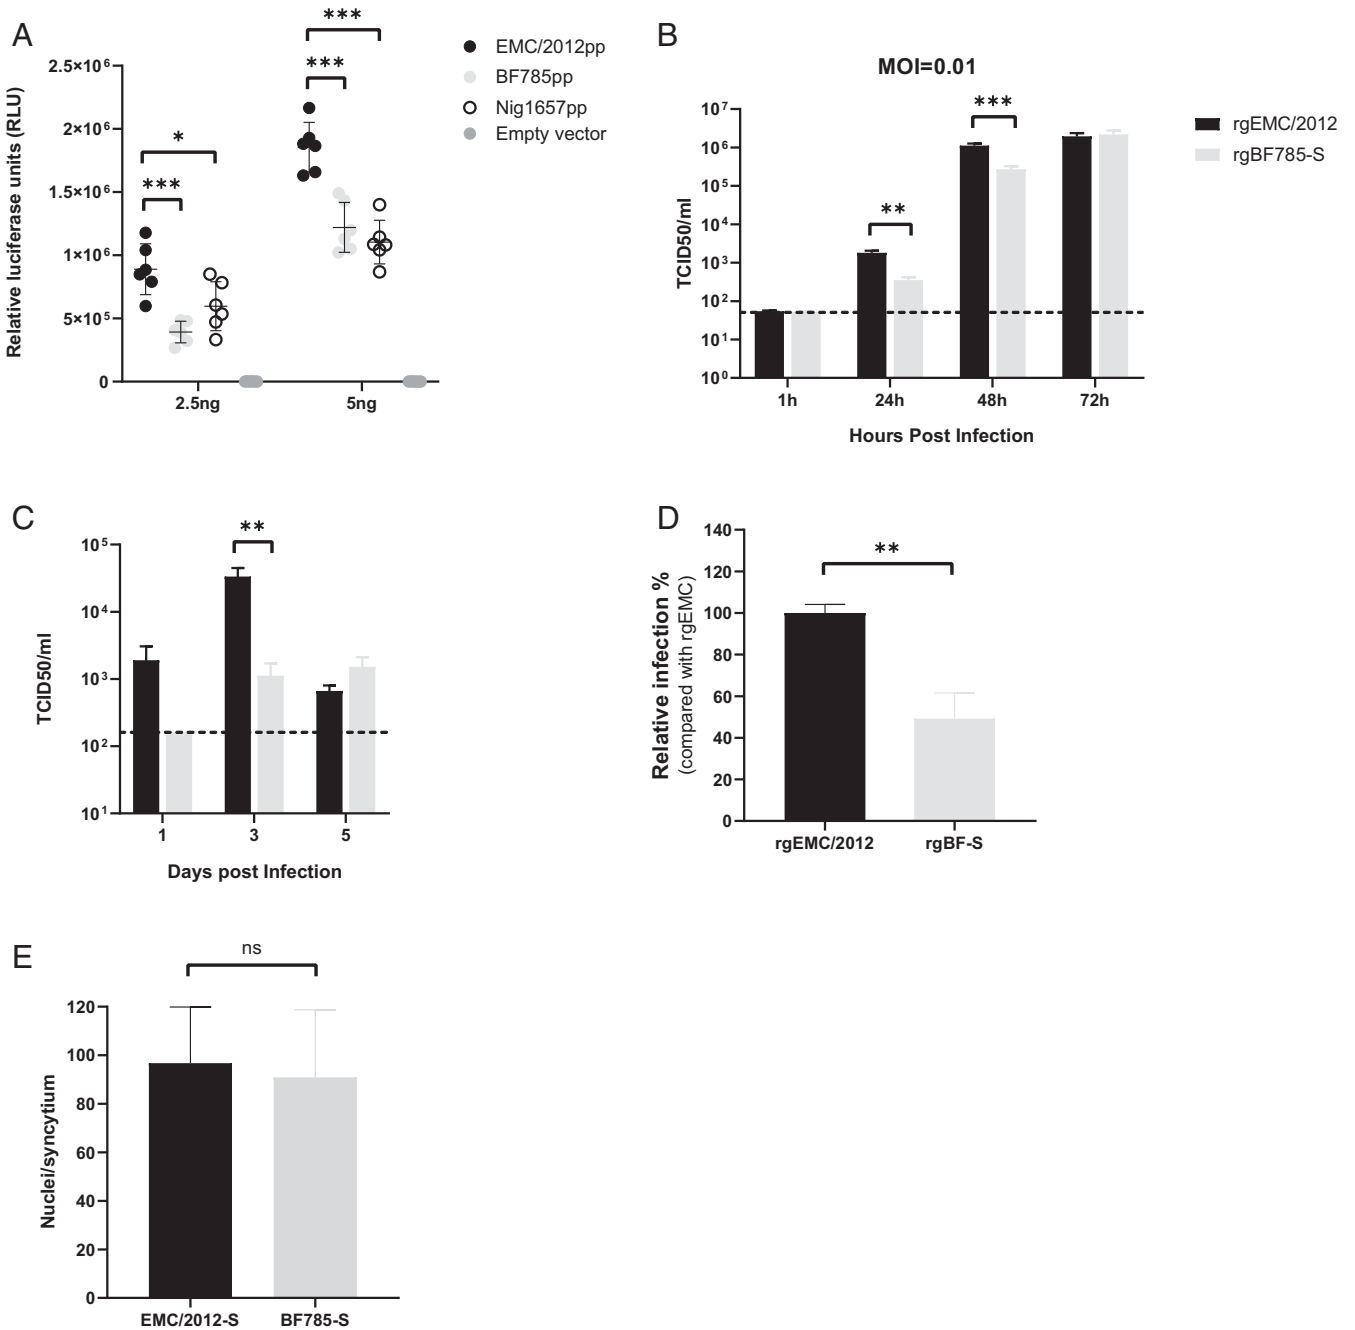 A
***
***
*
***
2.5×10⁶
2×10⁶
1.5×10⁶
1×10⁶
5×10⁵
0
Relative luciferase units (RLU)
2.5ng
5ng
EMC/2012pp
BF785pp
Nig1657pp
Empty vector
B
MOI=0.01
***
**
10⁷
10⁶
10⁵
10⁴
10³
10²
10¹
10⁰
TCID50/ml
1h
24h
48h
72h
Hours Post Infection
rgEMC/2012
rgBF785-S
C
**
10⁵
10⁴
10³
10²
10¹
TCID50/ml
1
3
5
Days post Infection
D
**
140
120
100
80
60
40
20
0
Relative infection %
(compared with rgEMC)
rgEMC/2012
rgBF-S
E
ns
120
100
80
60
40
20
0
Nuclei/syncytium
EMC/2012-S
BF785-S